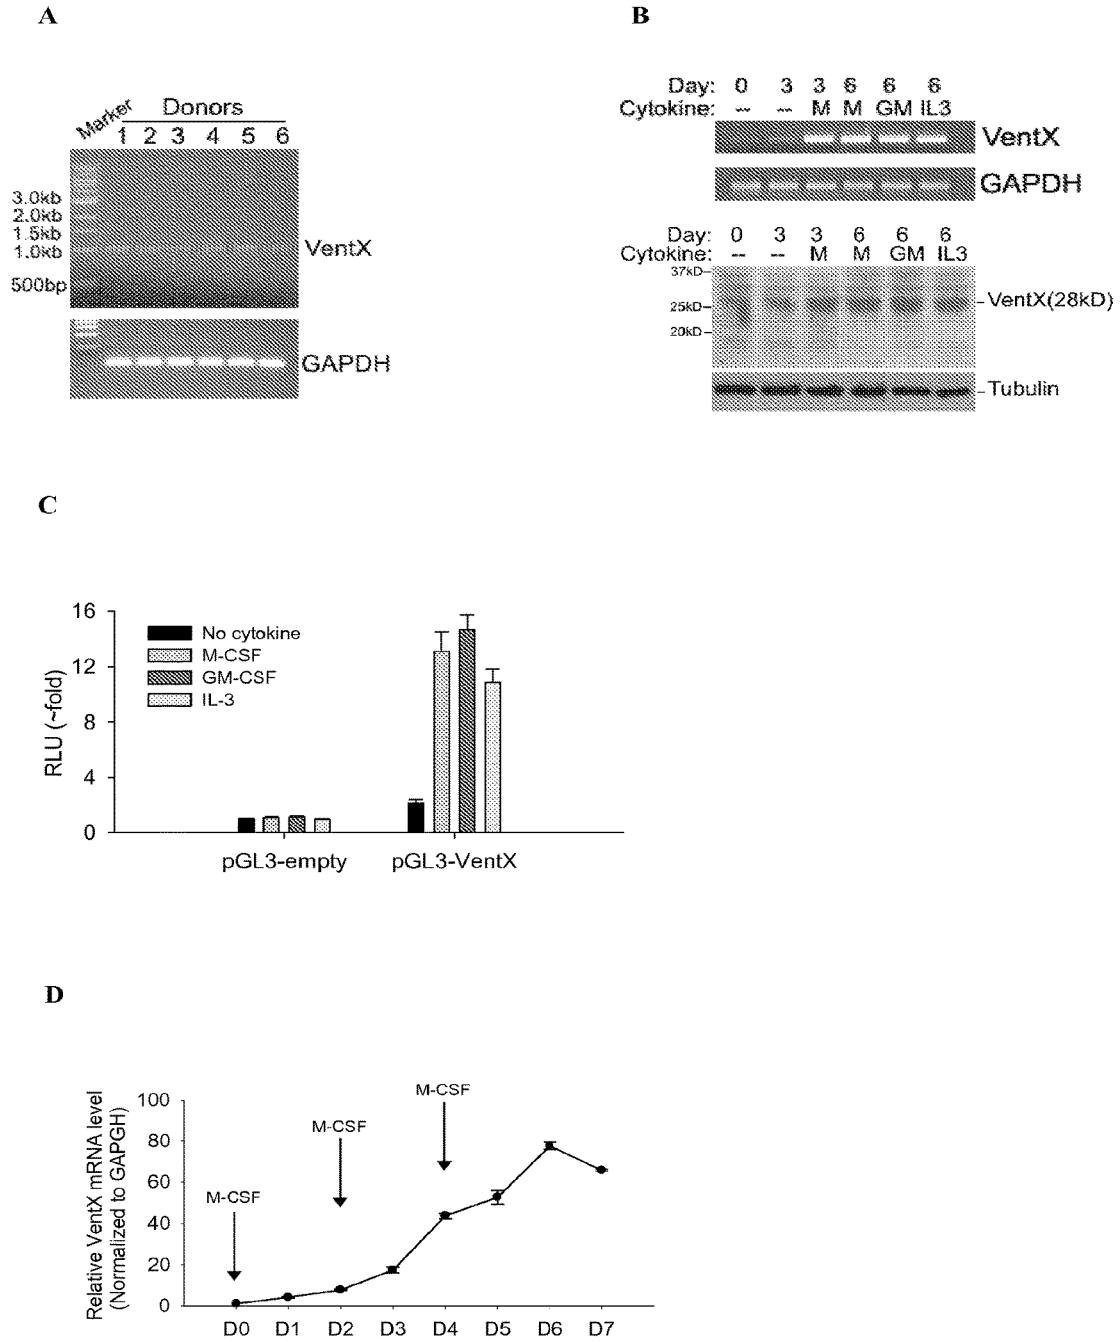 A
Marker
Donors
1 2 3 4 5 6
3.0kb
2.0kb
1.5kb
1.0kb
500bp
VentX
GAPDH
B
Day: 0 3 3 6 6 6
Cytokine: -- -- M M GM IL3
VentX
GAPDH
Day: 0 3 3 6 6 6
Cytokine: -- -- M M GM IL3
37kD
25kD
20kD
VentX(28kD)
Tubulin
C
RLU (~fold)
16
12
8
4
0
No cytokine
M-CSF
GM-CSF
IL-3
pGL3-empty pGL3-VentX
D
Relative VentX mRNA level
(Normalized to GAPGH)
100
80
60
40
20
0
M-CSF
M-CSF
M-CSF
D0 D1 D2 D3 D4 D5 D6 D7